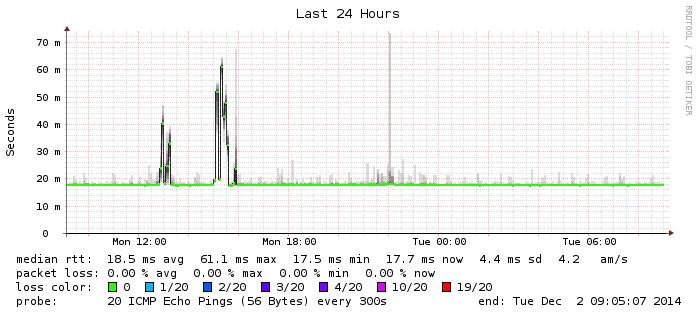 Last 24 Hours
RRDTOOL / TOBI OETIKER
Seconds
70 m
60 m
50 m
40 m
30 m
20 m
10 m
0
Mon 12:00 Mon 18:00 Tue 00:00 Tue 06:00
median rtt: 18.5 ms avg 61.1 ms max 17.5 ms min 17.7 ms now 4.4 ms sd 4.2 am/s
packet loss: 0.00 % avg 0.00 % max 0.00 % min 0.00 % now
loss color: 0 1/20 2/20 3/20 4/20 10/20 19/20
probe: 20 ICMP Echo Pings (56 Bytes) every 300s end: Tue Dec 2 09:05:07 2014